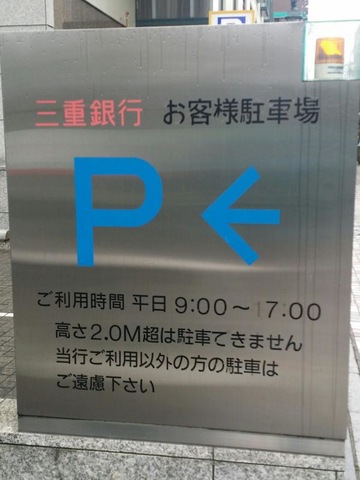 三重銀行 お客様駐車場
P ←
ご利用時間 平日 9:00～17:00
高さ2.0M超は駐車てきません
当行ご利用以外の方の駐車は
ご遠慮下さい